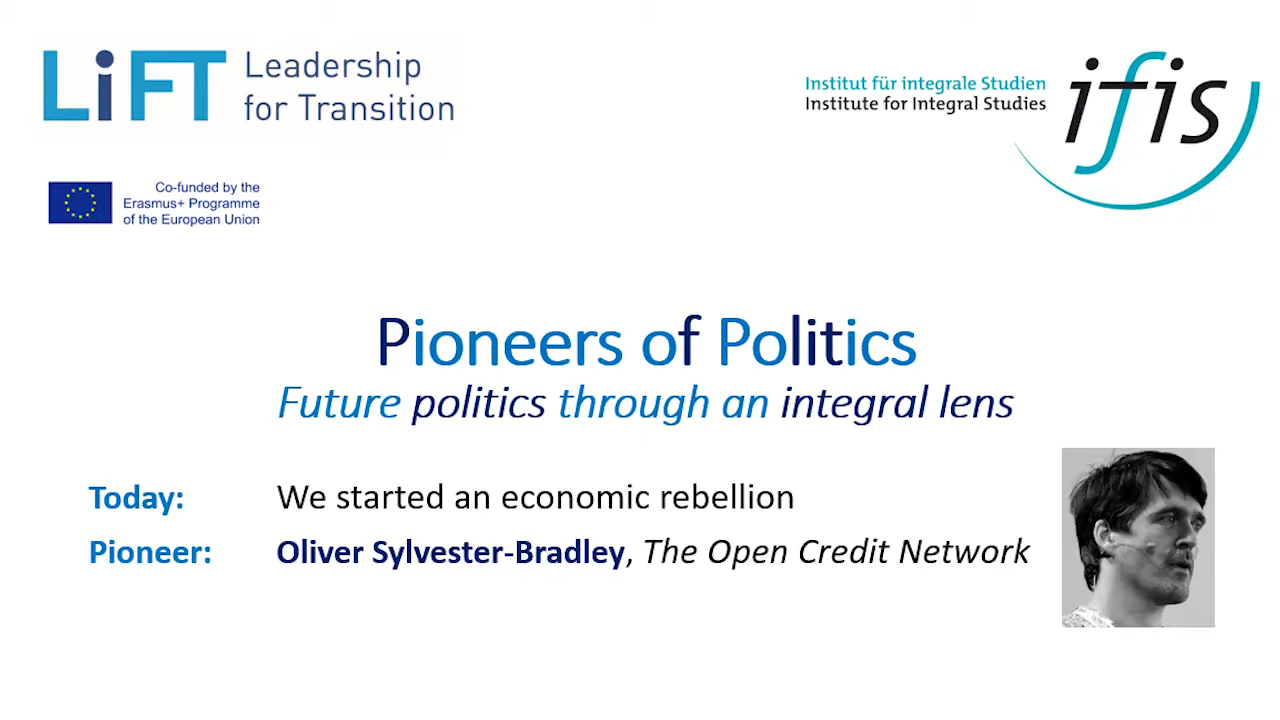 LiFT Leadership
for Transition
Institut für integrale Studien
Institute for Integral Studies
ifis
Co-funded by the
Erasmus+ Programme
of the European Union
Pioneers of Politics
Future politics through an integral lens
Today: We started an economic rebellion
Pioneer: Oliver Sylvester-Bradley, The Open Credit Network